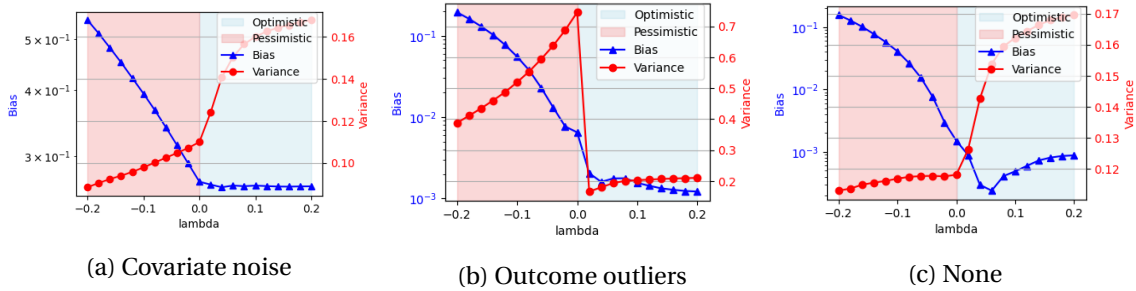 5 × 10⁻¹
4 × 10⁻¹
3 × 10⁻¹
Bias
Optimistic
Pessimistic
Bias
Variance
0.16
0.14
0.12
0.10
Variance
−0.2 −0.1 0.0 0.1 0.2
lambda
(a) Covariate noise
10⁻¹
10⁻²
10⁻³
Bias
Optimistic
Pessimistic
Bias
Variance
0.7
0.6
0.5
0.4
0.3
0.2
Variance
−0.2 −0.1 0.0 0.1 0.2
lambda
(b) Outcome outliers
10⁻¹
10⁻²
10⁻³
Bias
Optimistic
Pessimistic
Bias
Variance
0.17
0.16
0.15
0.14
0.13
0.12
Variance
−0.2 −0.1 0.0 0.1 0.2
lambda
(c) None